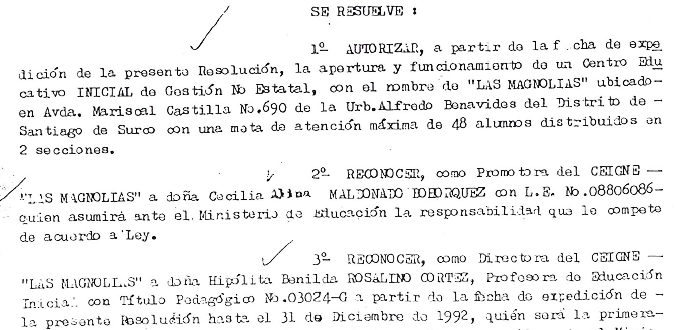 SE RESUELVE :
1º AUTORIZAR, a partir de la fecha de expe
dición de la presente Resolución, la apertura y funcionamiento de un Centro Edu
cativo INICIAL de Gestión No Estatal, con el nombre de "LAS MAGNOLIAS" ubicado-
en Avda. Mariscal Castilla No.690 de la Urb.Alfredo Benavides del Distrito de -
Santiago de Surco con una meta de atención máxima de 48 alumnos distribuidos en
2 secciones.
2º RECONOCER, como Promotora del CEIGNE —
"LAS MAGNOLIAS" a doña Cecilia Alina MALDONADO BOHORQUEZ con L.E. No.08806086-
quien asumirá ante el Ministerio de Educación la responsabilidad que le compete
de acuerdo a Ley.
3º RECONOCER, como Directora del CEIGNE —
"LAS MAGNOLIAS" a doña Hipólita Benilda ROSALINO CORTEZ, Profesora de Educación
Inicial con Título Pedagógico No.03024-G a partir de la fecha de expedición de -
la presente Resolución hasta el 31 de Diciembre de 1992, quién será la primera-